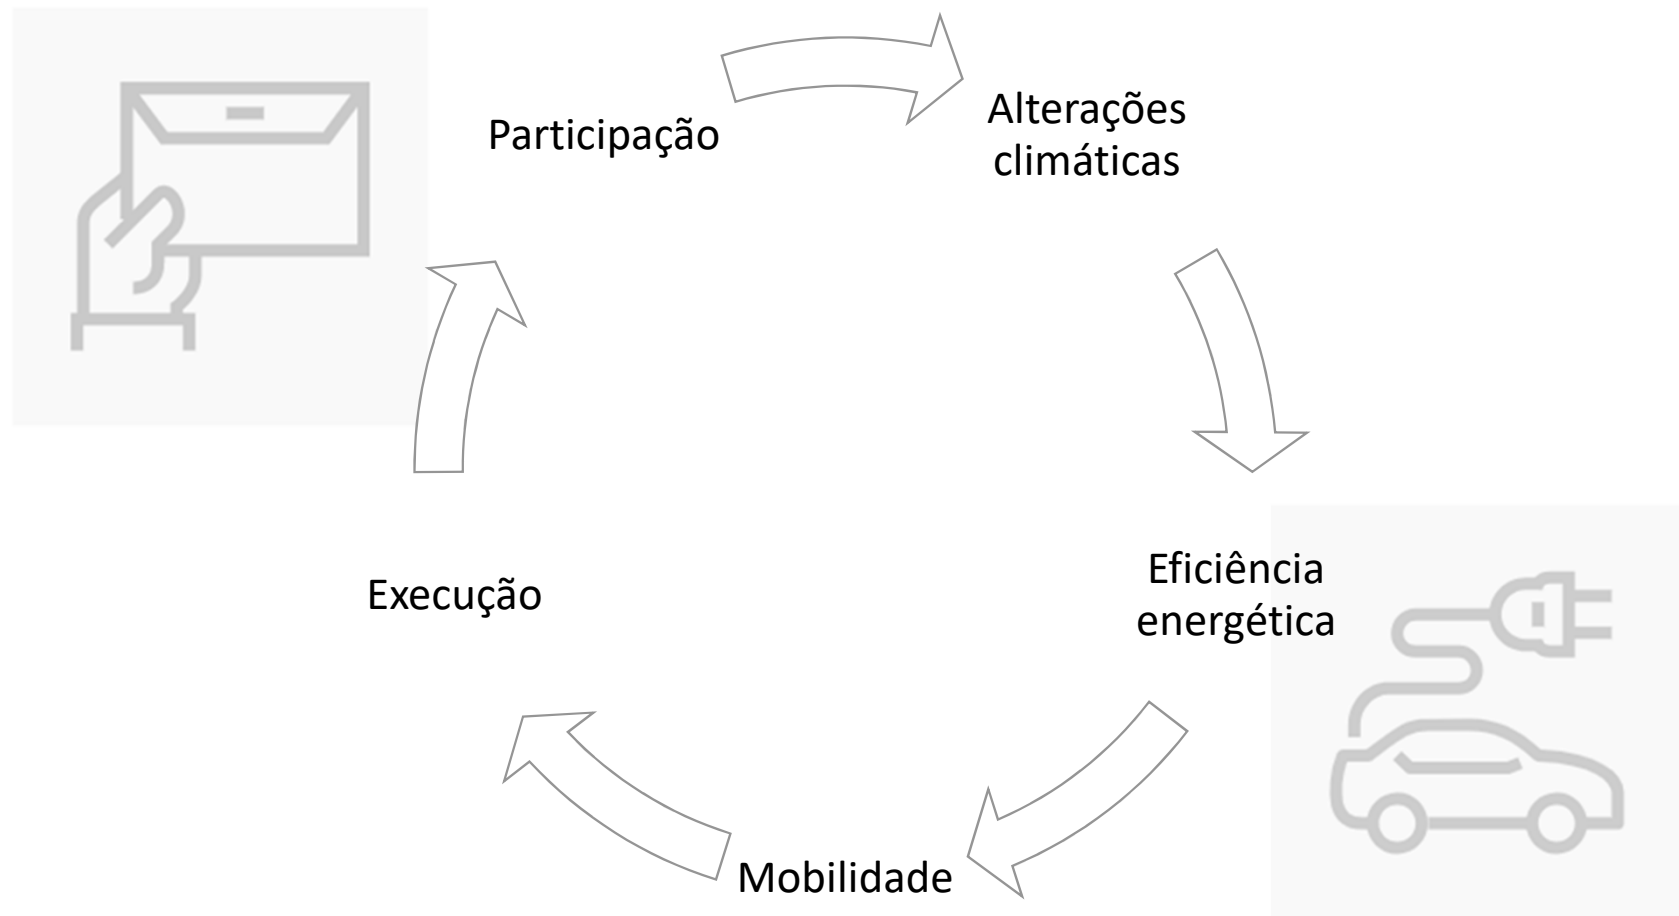 Participação
Alterações
climáticas
Eficiência
energética
Mobilidade
Execução